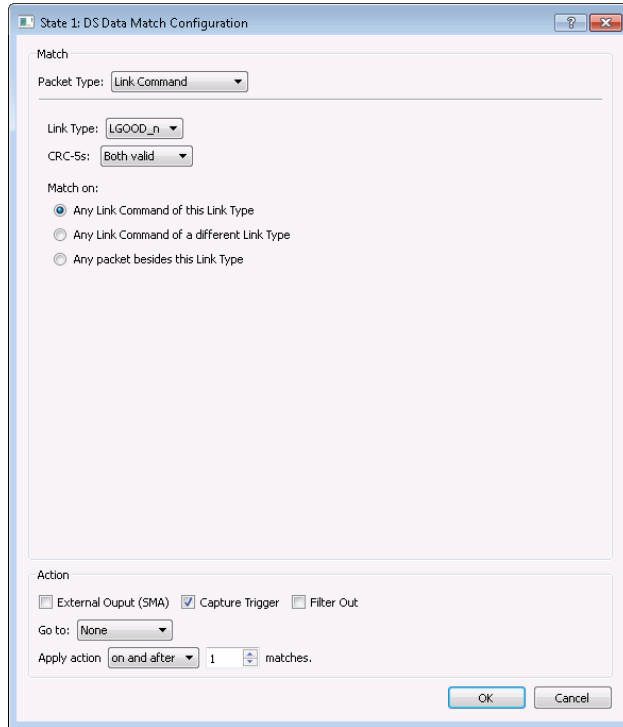 State 1: DS Data Match Configuration
Match
Packet Type: Link Command
Link Type: LGOOD_n
CRC-5s: Both valid
Match on:
Any Link Command of this Link Type
Any Link Command of a different Link Type
Any packet besides this Link Type
Action
External Ouput (SMA) Capture Trigger Filter Out
Go to: None
Apply action on and after 1 matches.
OK Cancel